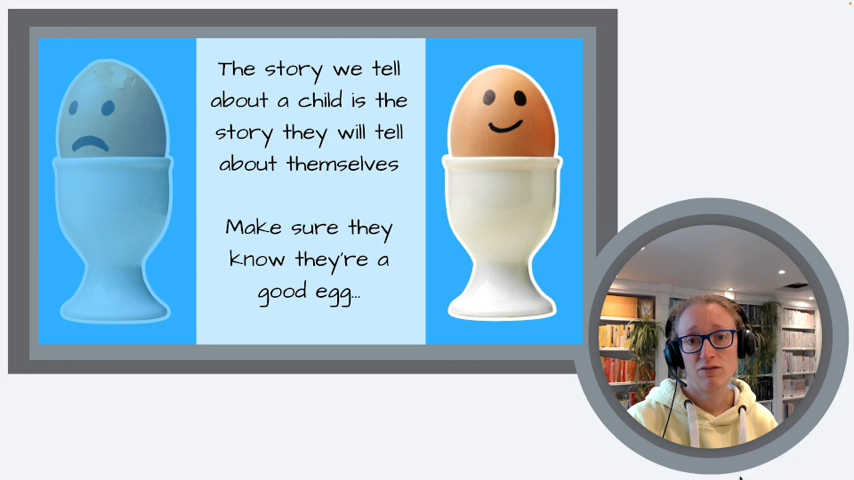 The story we tell
about a child is the
story they will tell
about themselves
Make sure they
know they're a
good egg...